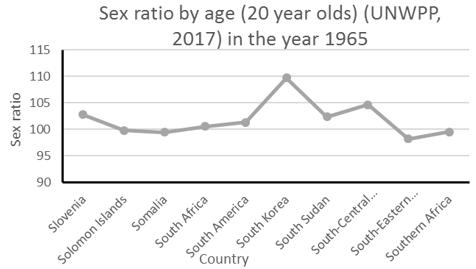 Sex ratio by age (20 year olds) (UNWPP,
2017) in the year 1965
115
110
105
100
95
90
Sex ratio
Slovenia
Solomon Islands
Somalia
South Africa
South America
South Korea
South Sudan
South-Central...
South-Eastern...
Southern Africa
Country